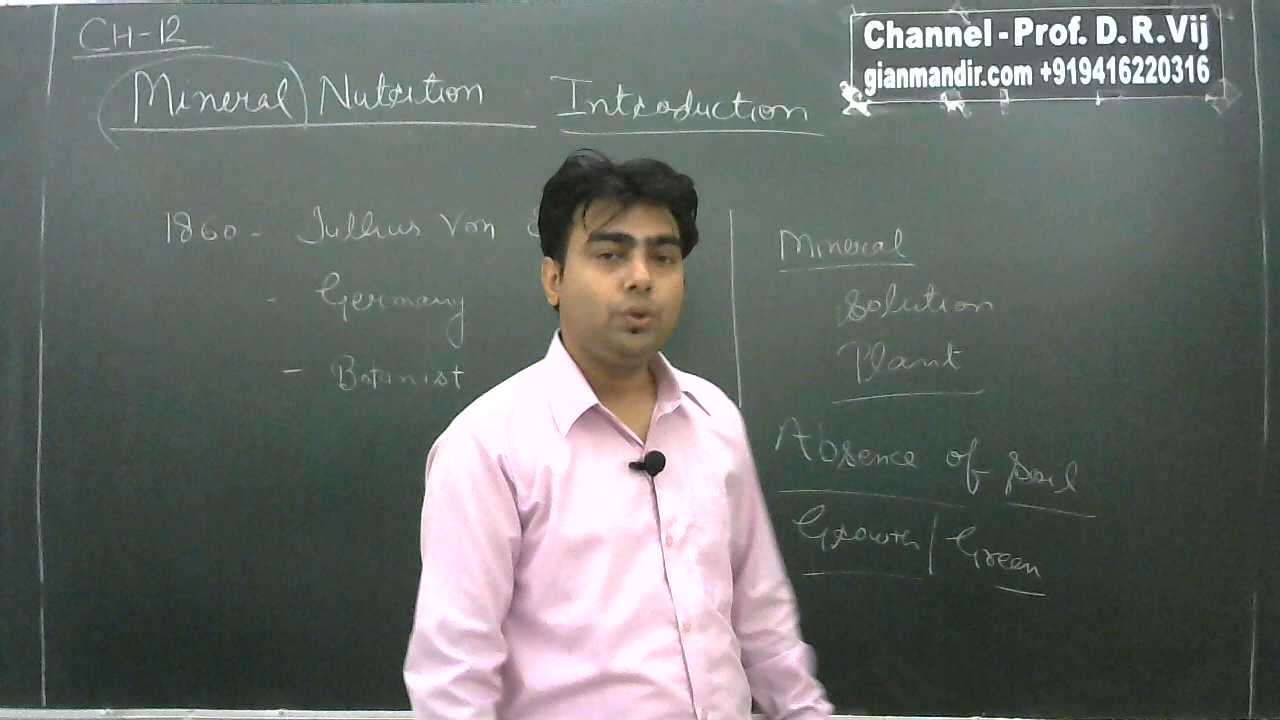 CH-12
Mineral Nutrition Introduction
Channel - Prof. D. R. Vij
gianmandir.com +919416220316
1860 - Jullius Von
- Germany
- Botanist
Mineral
Solution
Plant
Absence of Soil
Growth / Green